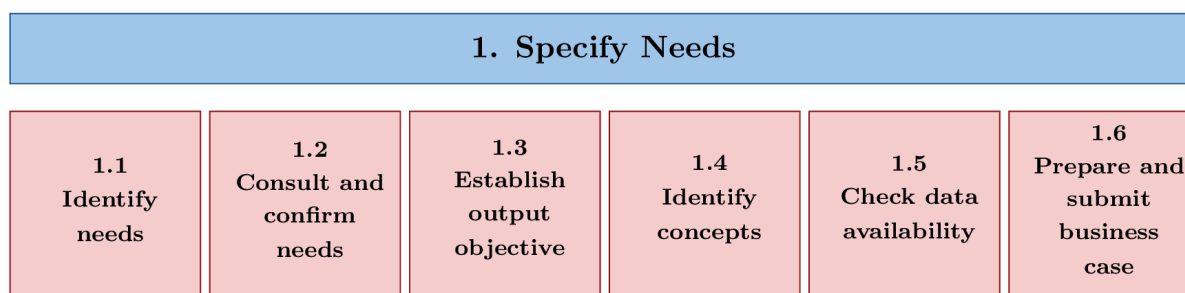 1. Specify Needs
1.1
Identify
needs
1.2
Consult and
confirm
needs
1.3
Establish
output
objective
1.4
Identify
concepts
1.5
Check data
availability
1.6
Prepare and
submit
business
case